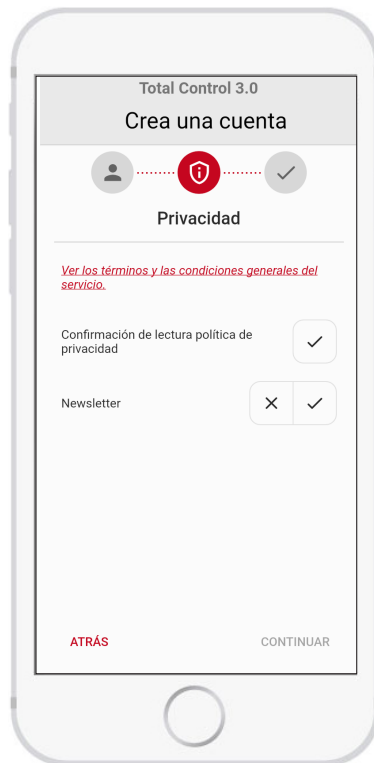 Total Control 3.0
Crea una cuenta
Privacidad
Ver los términos y las condiciones generales del
servicio.
Confirmación de lectura política de
privacidad
Newsletter
ATRÁS
CONTINUAR